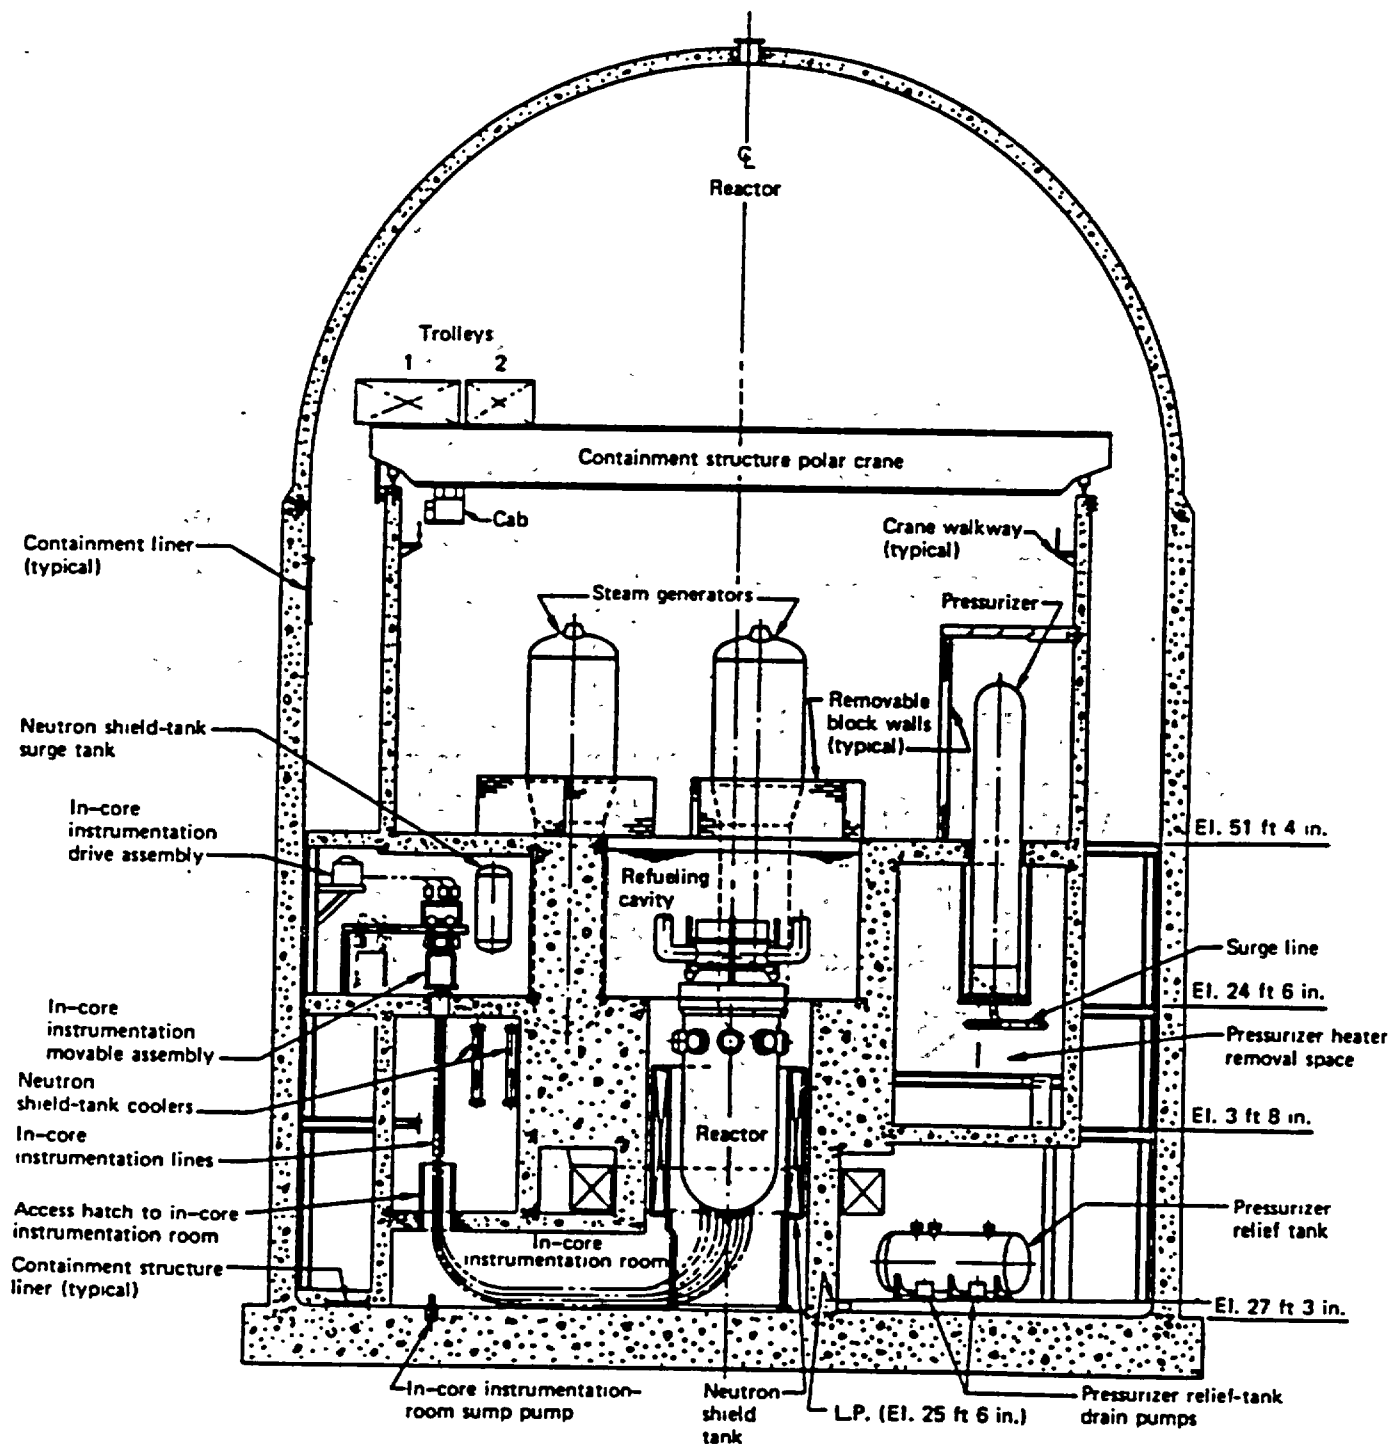 ℄
Reactor
Trolleys
1 2
Containment structure polar crane
Cab
Crane walkway
(typical)
Containment liner
(typical)
Steam generators
Pressurizer
Removable
block walls
(typical)
Neutron shield-tank
surge tank
In-core
instrumentation
drive assembly
El. 51 ft 4 in.
Refueling
cavity
Surge line
El. 24 ft 6 in.
In-core
instrumentation
movable assembly
Pressurizer heater
removal space
Neutron
shield-tank coolers
El. 3 ft 8 in.
In-core
instrumentation lines
Reactor
Access hatch to in-core
instrumentation room
Pressurizer
relief tank
In-core
instrumentation room
Containment structure
liner (typical)
El. 27 ft 3 in.
In-core instrumentation-
room sump pump
Neutron
shield
tank
L.P. (El. 25 ft 6 in.)
Pressurizer relief-tank
drain pumps